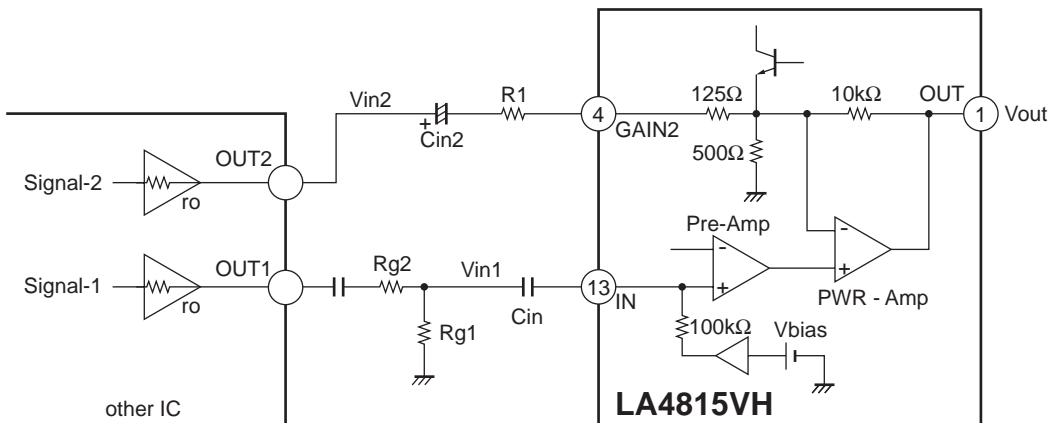 Vin2
+
Cin2
R1
4
GAIN2
125Ω
10kΩ
OUT
1
Vout
500Ω
Signal-2
ro
OUT2
Signal-1
ro
OUT1
Rg2
Vin1
Rg1
Cin
13
IN
Pre-Amp
-
+
-
+
PWR - Amp
100kΩ
Vbias
other IC
LA4815VH